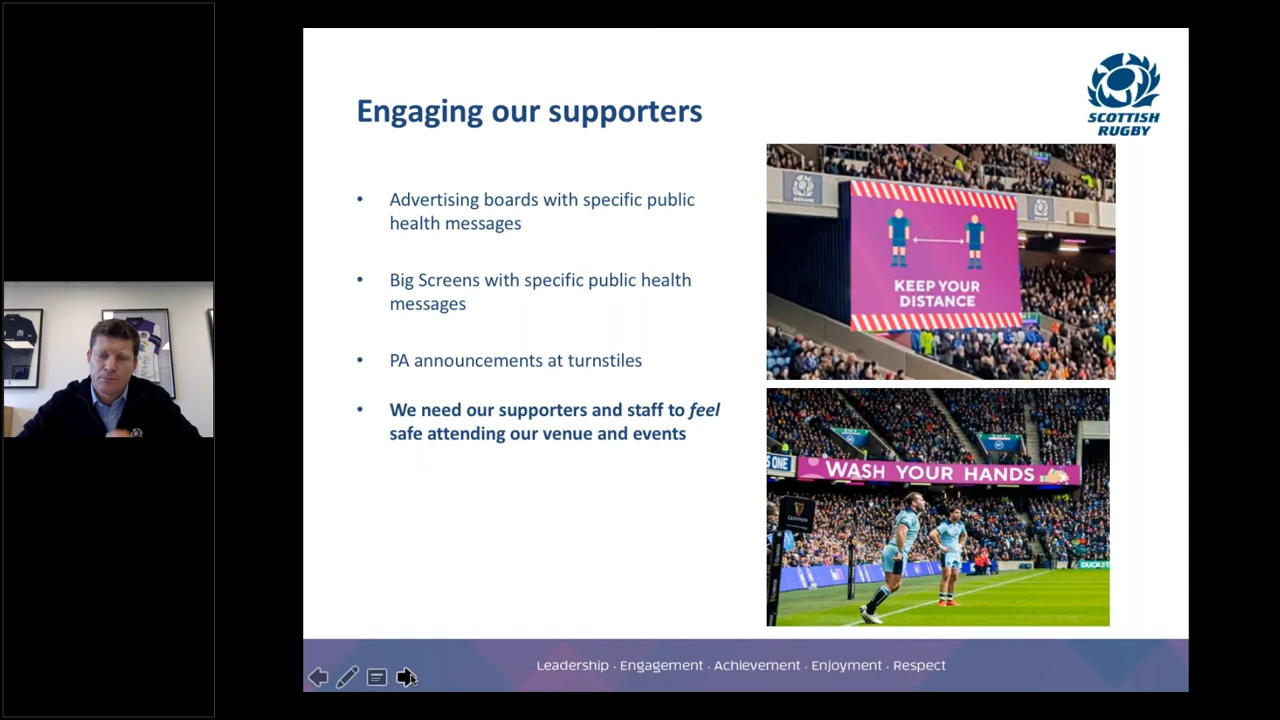 Engaging our supporters
SCOTTISH
RUGBY
• Advertising boards with specific public
health messages
• Big Screens with specific public health
messages
• PA announcements at turnstiles
• We need our supporters and staff to feel
safe attending our venue and events
KEEP YOUR
DISTANCE
S ONE
WASH YOUR HANDS
GUINNESS
Leadership . Engagement . Achievement . Enjoyment . Respect